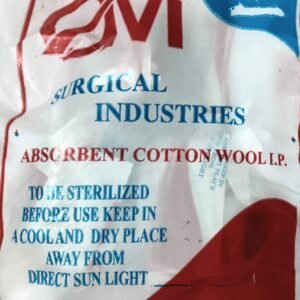 SURGICAL
INDUSTRIES
ABSORBENT COTTON WOOL I.P.
TO BE STERILIZED
BEFORE USE KEEP IN
A COOL AND DRY PLACE
AWAY FROM
DIRECT SUN LIGHT